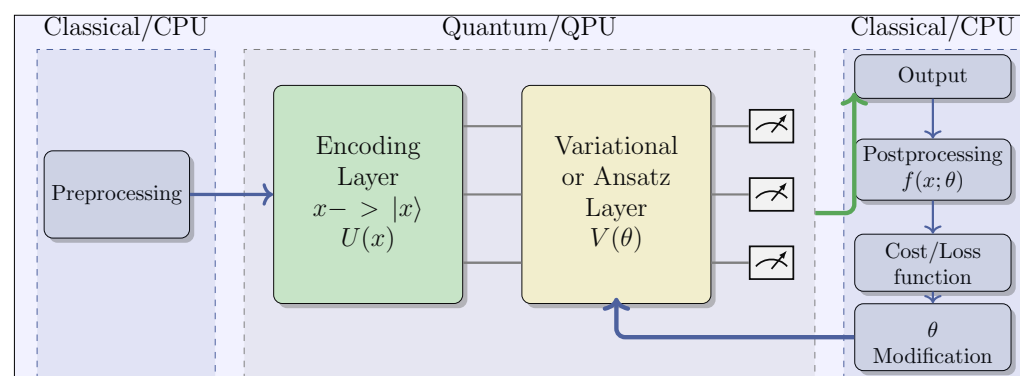 Classical/CPU
Quantum/QPU
Classical/CPU
Preprocessing
Encoding
Layer
x− > |x⟩
U(x)
Variational
or Ansatz
Layer
V(θ)
Output
Postprocessing
f(x; θ)
Cost/Loss
function
θ
Modification